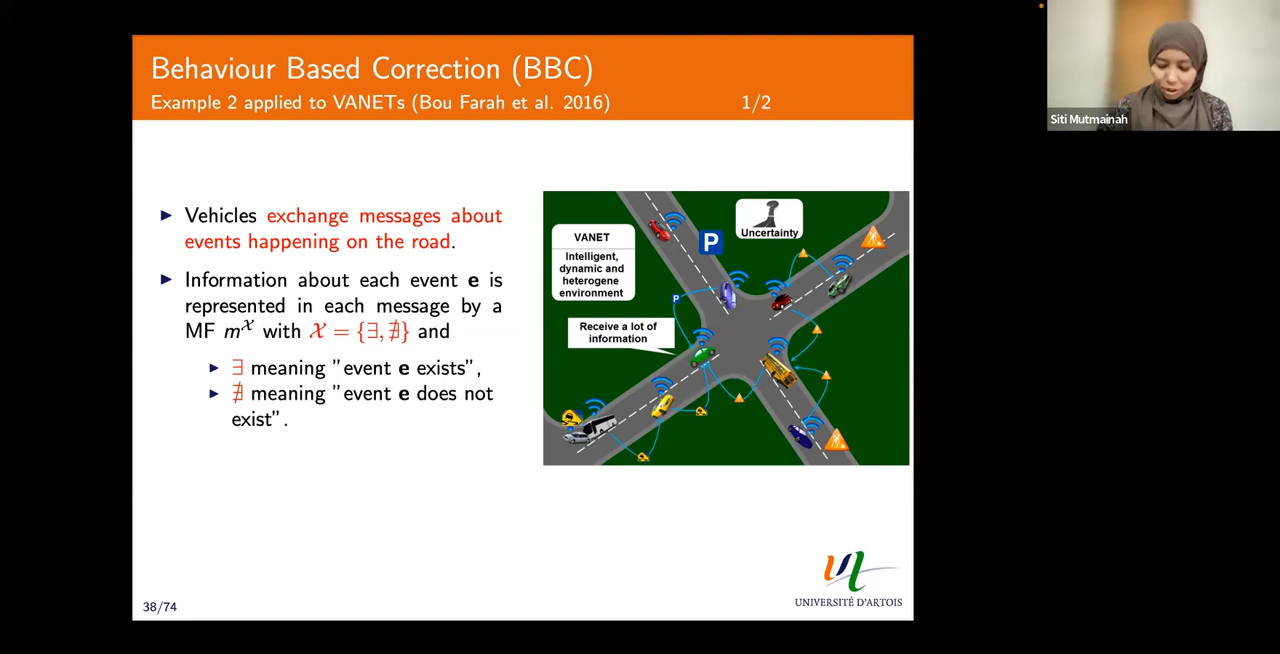 Behaviour Based Correction (BBC)
Example 2 applied to VANETs (Bou Farah et al. 2016) 1/2
Siti Mutmainah
▶ Vehicles exchange messages about
events happening on the road.
▶ Information about each event e is
represented in each message by a
MF m^𝒳 with 𝒳 = {∃, ∄} and
▶ ∃ meaning "event e exists",
▶ ∄ meaning "event e does not
exist".
VANET
Intelligent,
dynamic and
heterogene
environment
P
Uncertainty
P
Receive a lot of
information
UNIVERSITÉ D'ARTOIS
38/74